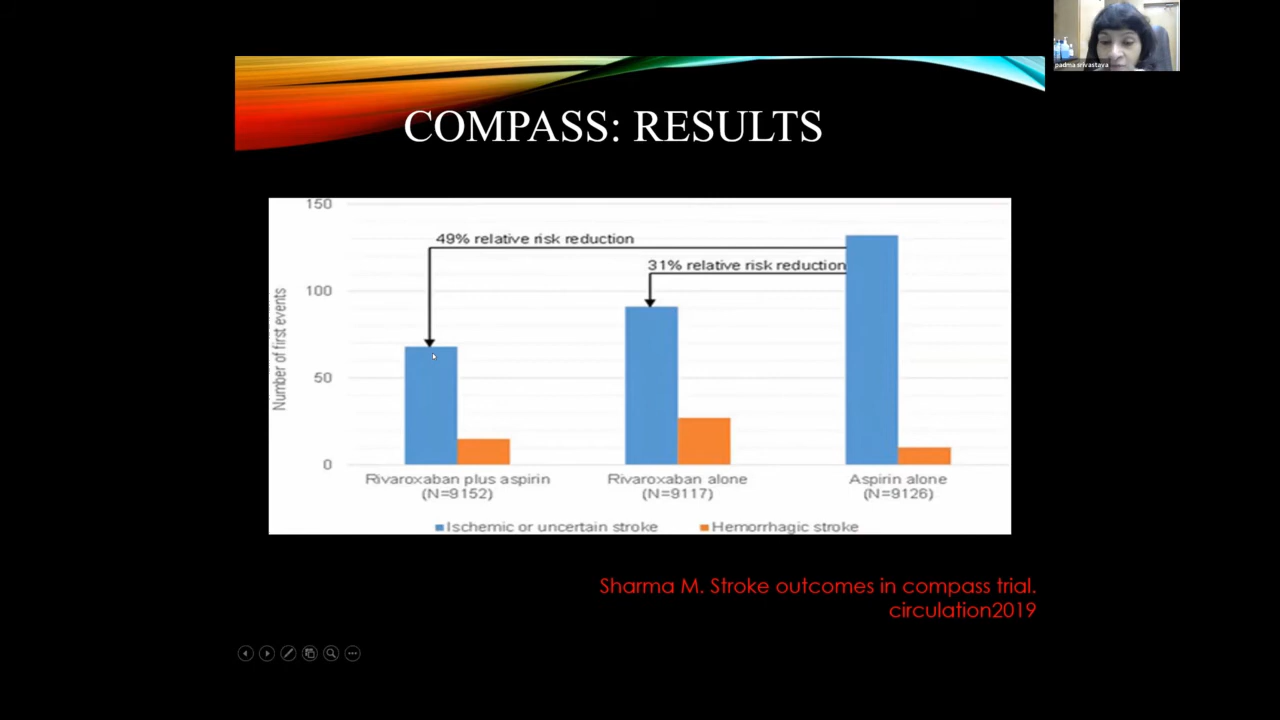 padma srivastava
COMPASS: RESULTS
150
49% relative risk reduction
31% relative risk reduction
100
Number of first events
50
0
Rivaroxaban plus aspirin
(N=9152)
Rivaroxaban alone
(N=9117)
Aspirin alone
(N=9126)
Ischemic or uncertain stroke
Hemorrhagic stroke
Sharma M. Stroke outcomes in compass trial.
circulation2019